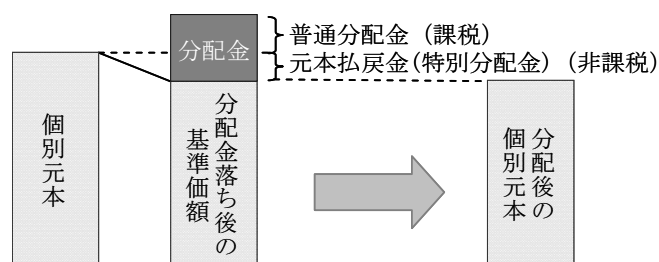 分配金
普通分配金（課税）
元本払戻金（特別分配金）（非課税）
個別元本
分配金落ち後の
基準価額
分配後の
個別元本